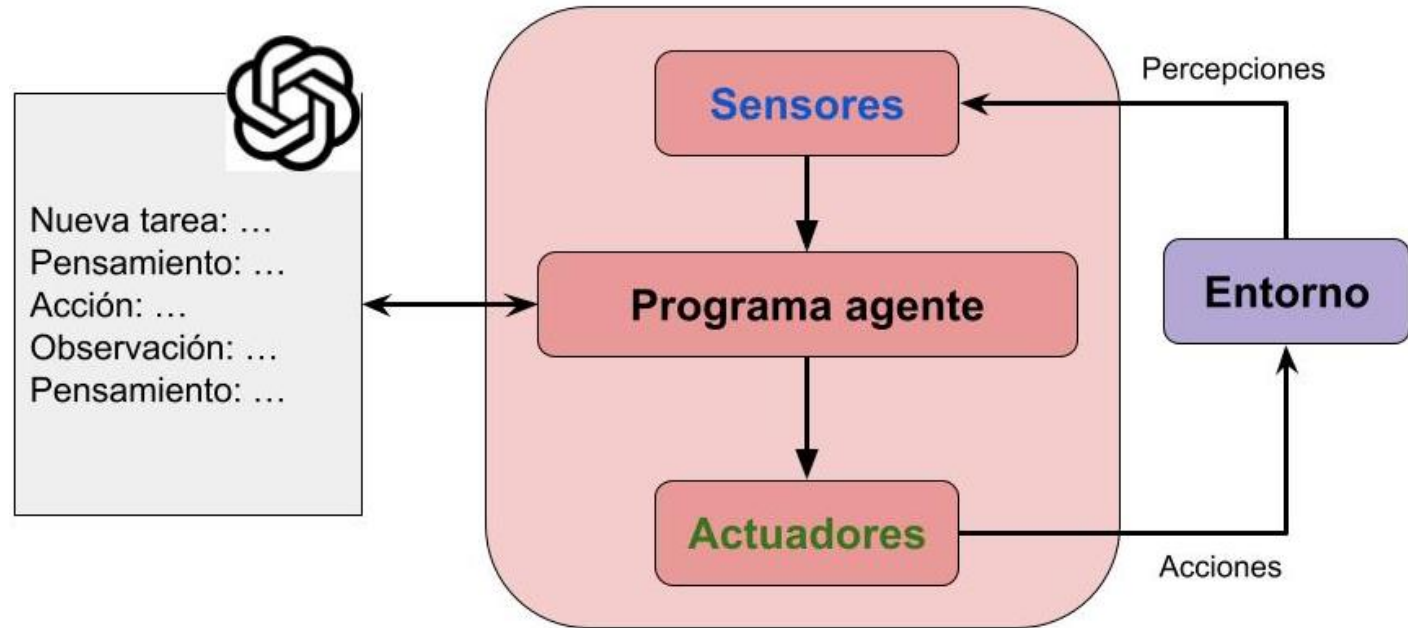 Nueva tarea: …
Pensamiento: …
Acción: …
Observación: …
Pensamiento: …
Sensores
Programa agente
Actuadores
Percepciones
Entorno
Acciones